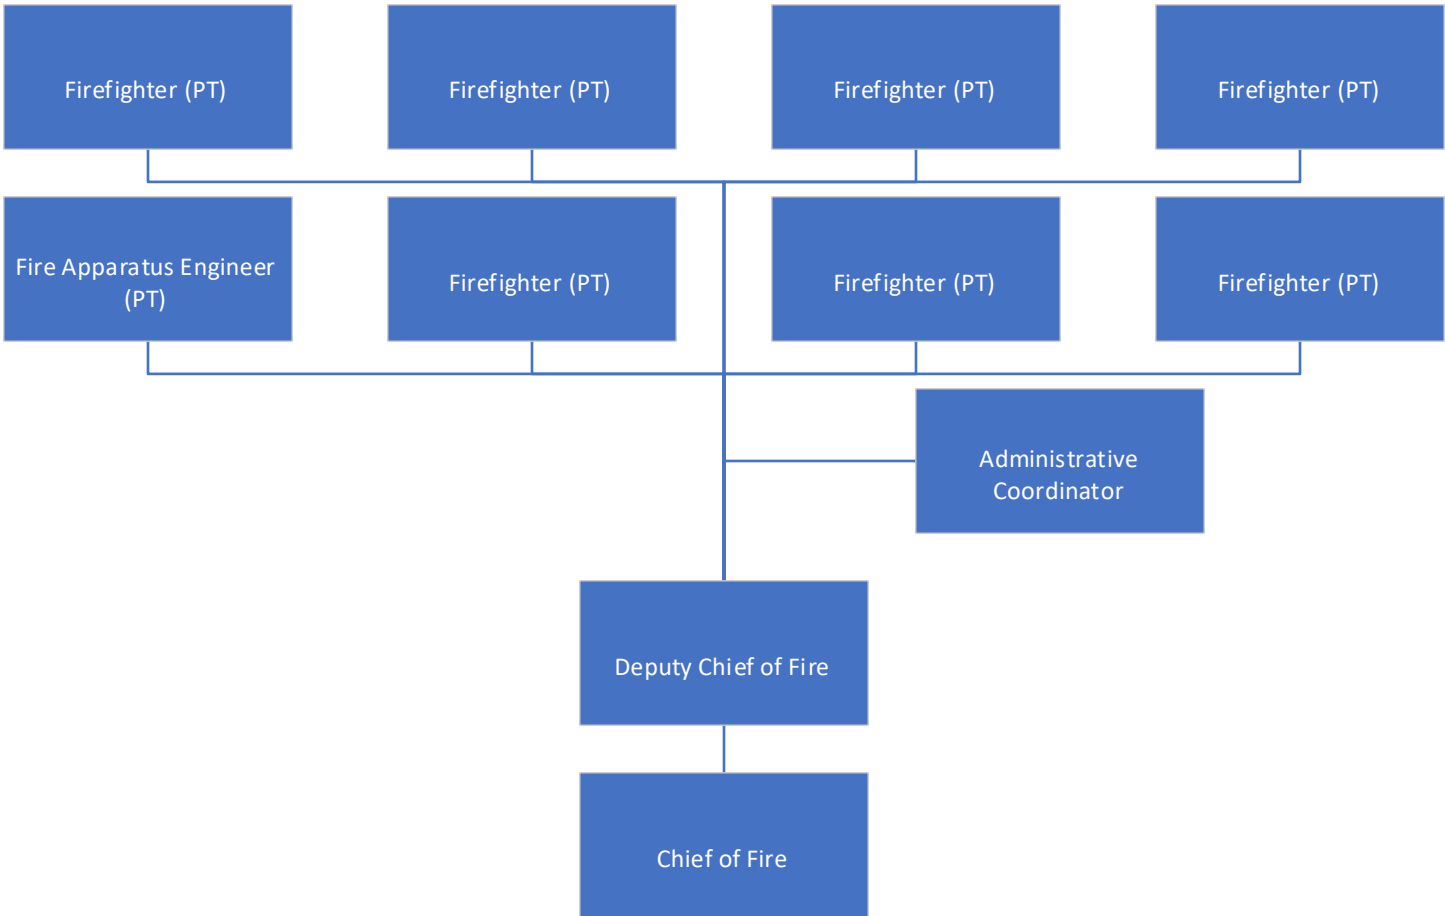 Firefighter (PT)
Firefighter (PT)
Firefighter (PT)
Firefighter (PT)
Fire Apparatus Engineer
(PT)
Firefighter (PT)
Firefighter (PT)
Firefighter (PT)
Administrative
Coordinator
Deputy Chief of Fire
Chief of Fire